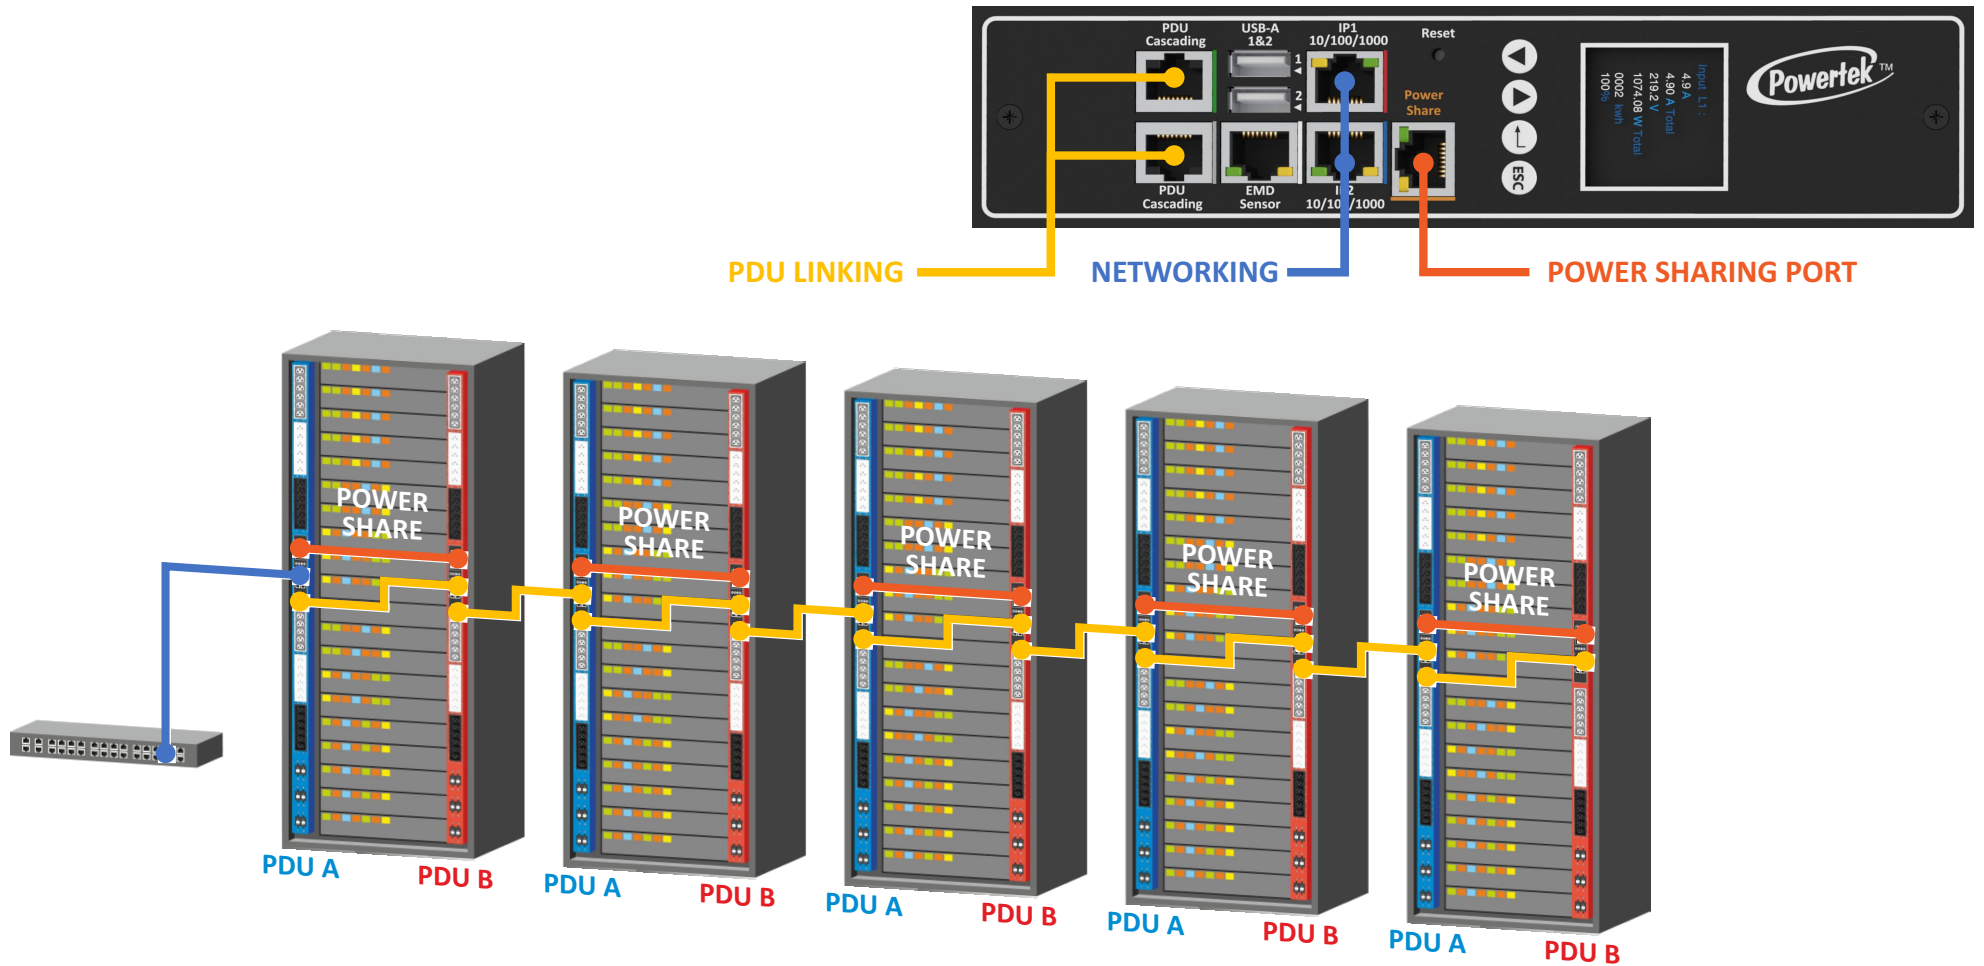 PDU
Cascading
USB-A
1&2
IP1
10/100/1000
Reset
1
2
Power
Share
PDU
Cascading
EMD
Sensor
10/100/1000
ESC
Input L1 :
4.9 A
4.90 A Total
219.2 V
1074.08 W Total
0002 kwh
100%
Powertek TM
PDU LINKING
NETWORKING
POWER SHARING PORT
POWER
SHARE
POWER
SHARE
POWER
SHARE
POWER
SHARE
POWER
SHARE
PDU A
PDU B
PDU A
PDU B
PDU A
PDU B
PDU A
PDU B
PDU A
PDU B